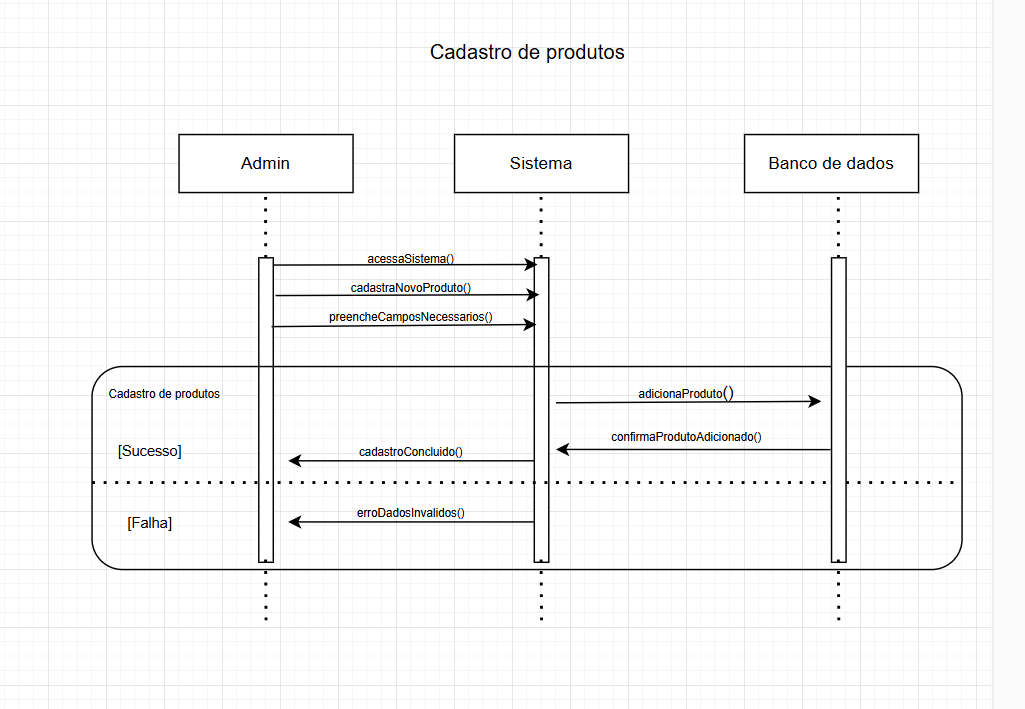 Cadastro de produtos
Admin
Sistema
Banco de dados
acessaSistema()
cadastraNovoProduto()
preencheCamposNecessarios()
Cadastro de produtos
adicionaProduto()
confirmaProdutoAdicionado()
[Sucesso]
cadastroConcluido()
erroDadosInvalidos()
[Falha]